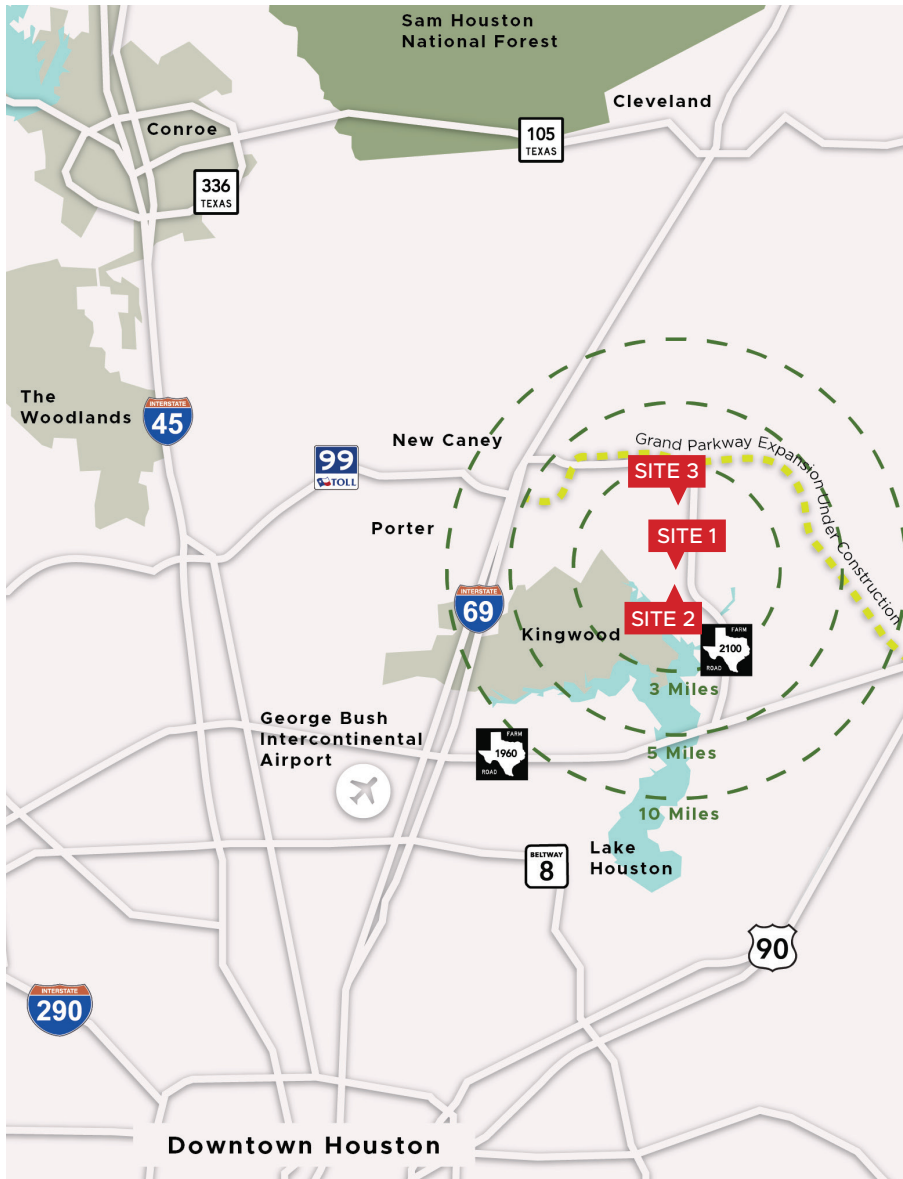 Sam Houston
National Forest
Cleveland
Conroe
105
TEXAS
336
TEXAS
The
Woodlands
INTERSTATE
45
New Caney
99
TOLL
Grand Parkway Expansion Under Construction
SITE 3
Porter
SITE 1
INTERSTATE
69
SITE 2
Kingwood
FARM
2100
ROAD
3 Miles
George Bush
Intercontinental
Airport
FARM
1960
ROAD
5 Miles
10 Miles
BELTWAY
8
Lake
Houston
90
INTERSTATE
290
Downtown Houston